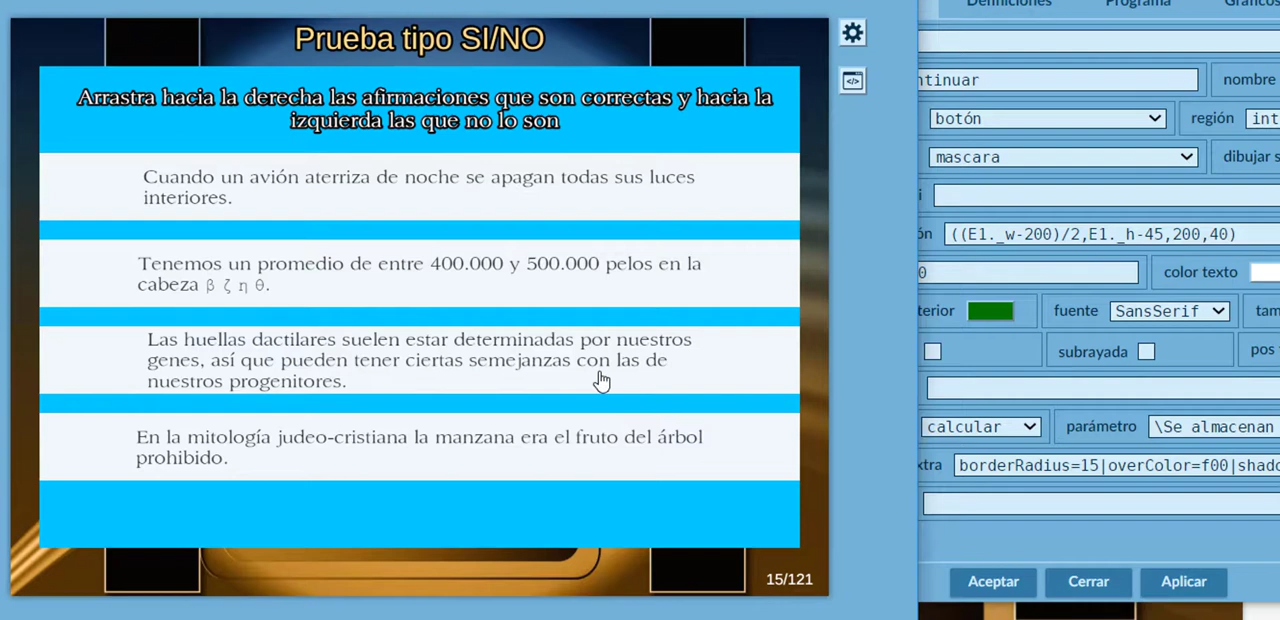 Prueba tipo SI/NO
Arrastra hacia la derecha las afirmaciones que son correctas y hacia la
izquierda las que no lo son
Cuando un avión aterriza de noche se apagan todas sus luces
interiores.
Tenemos un promedio de entre 400.000 y 500.000 pelos en la
cabeza β ζ η θ.
Las huellas dactilares suelen estar determinadas por nuestros
genes, así que pueden tener ciertas semejanzas con las de
nuestros progenitores.
En la mitología judeo-cristiana la manzana era el fruto del árbol
prohibido.
15/121
Definiciones Programa Gráficos
ntinuar nombre
botón región int
mascara dibujar s
i
ón ((E1._w-200)/2,E1._h-45,200,40)
0 color texto
terior fuente SansSerif tam
subrayada pos
calcular parámetro \Se almacenan
xtra borderRadius=15|overColor=f00|shado
Aceptar Cerrar Aplicar